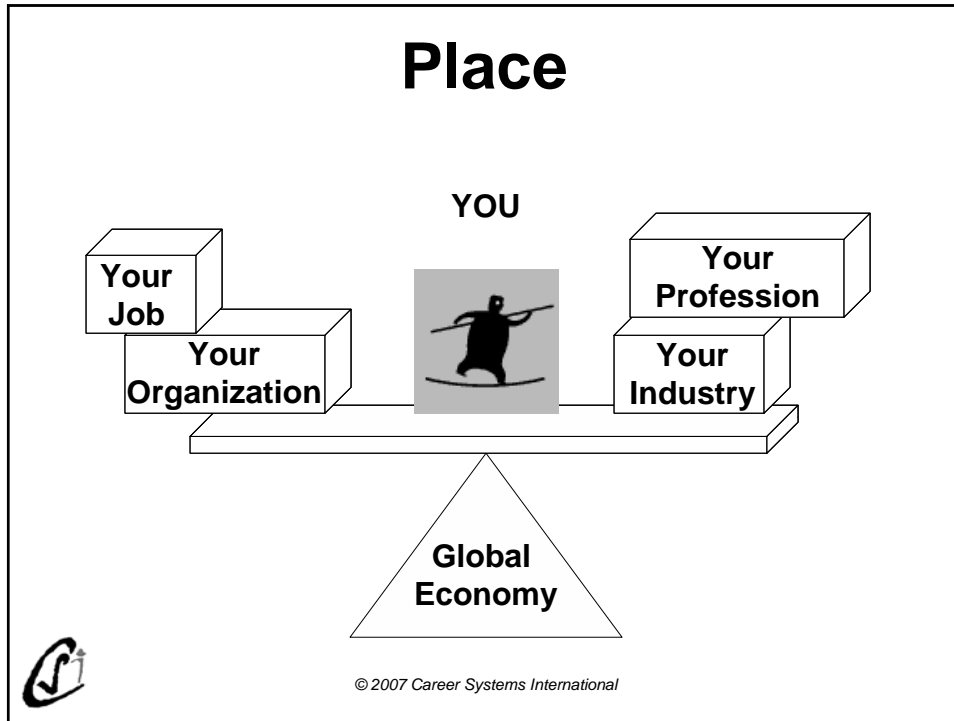 Place
YOU
Your
Job
Your
Organization
Your
Profession
Your
Industry
Global
Economy
© 2007 Career Systems International